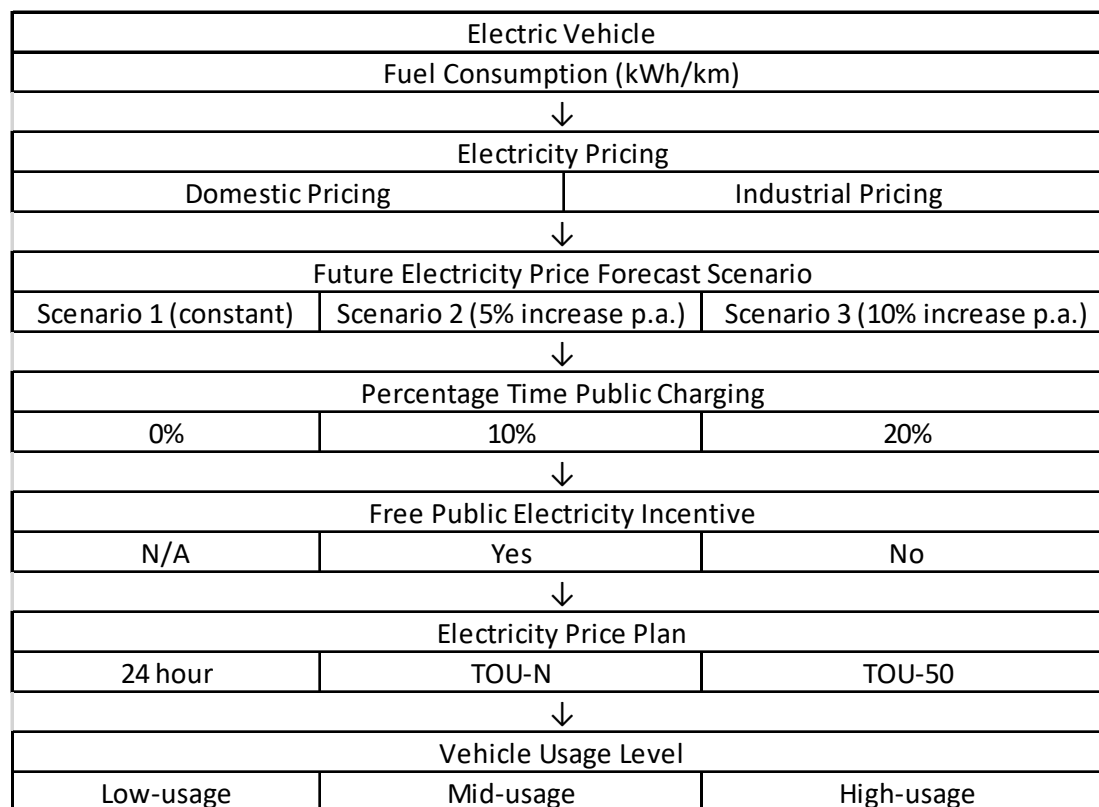 Electric Vehicle
Fuel Consumption (kWh/km)
↓
Electricity Pricing
Domestic Pricing Industrial Pricing
↓
Future Electricity Price Forecast Scenario
Scenario 1 (constant) Scenario 2 (5% increase p.a.) Scenario 3 (10% increase p.a.)
↓
Percentage Time Public Charging
0% 10% 20%
↓
Free Public Electricity Incentive
N/A Yes No
↓
Electricity Price Plan
24 hour TOU-N TOU-50
↓
Vehicle Usage Level
Low-usage Mid-usage High-usage